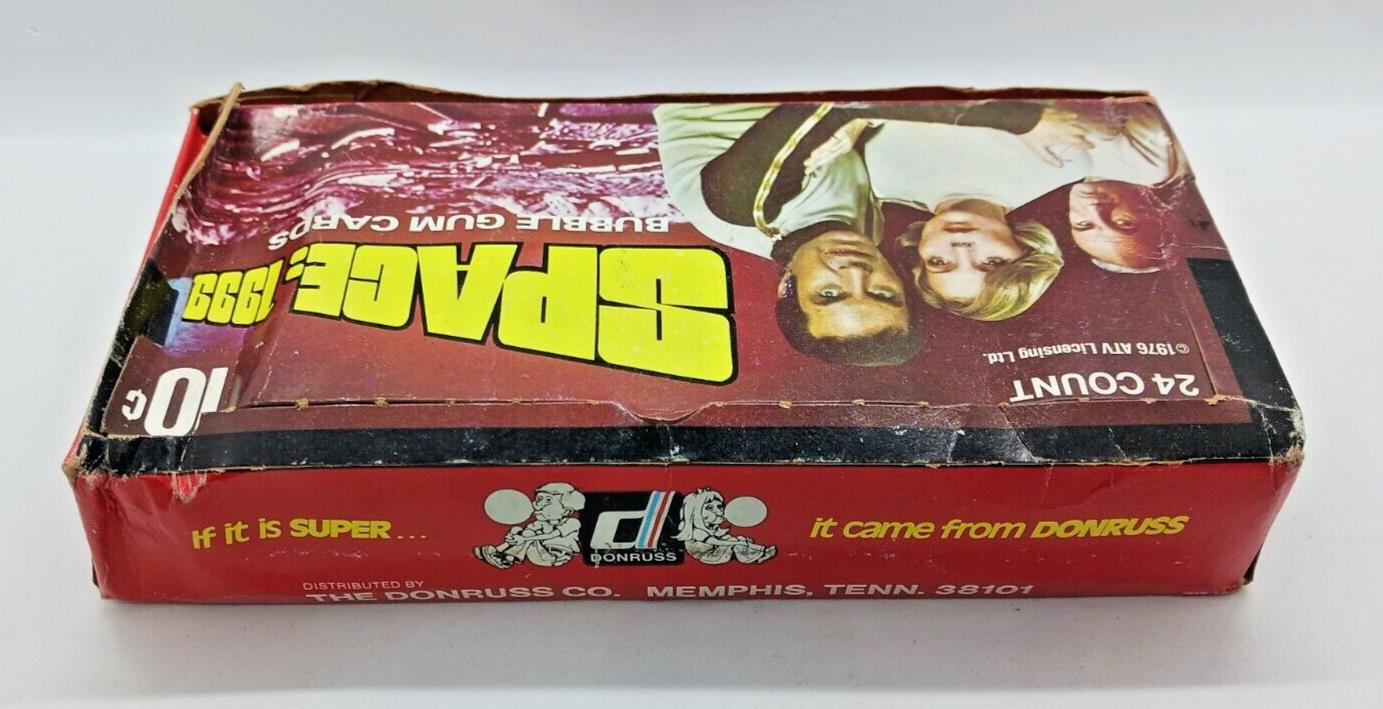 BUBBLE GUM CARDS
SPACE: 1999
©1976 ATV Licensing Ltd.
24 COUNT
10¢
If it is SUPER...
DONRUSS
it came from DONRUSS
DISTRIBUTED BY
THE DONRUSS CO. MEMPHIS, TENN. 38101